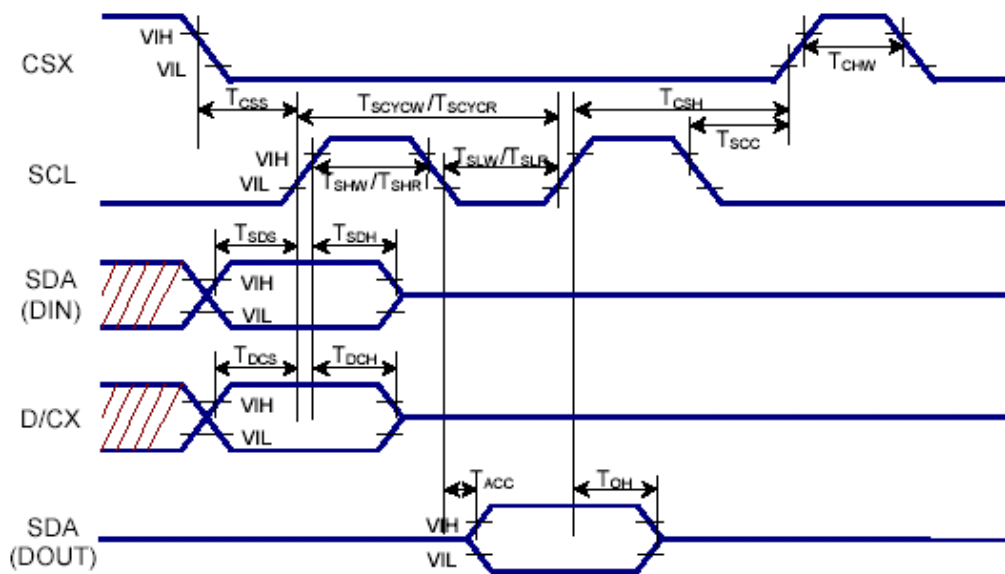 CSX
VIH
VIL
TCHW
TCSS
TSCYCW/TSCYCR
TCSH
TSCC
SCL
VIH
VIL
TSHW/TSHR
TSLW/TSLR
SDA
(DIN)
TSDS
TSDH
VIH
VIL
D/CX
TDCS
TDCH
VIH
VIL
SDA
(DOUT)
TACC
TOH
VIH
VIL